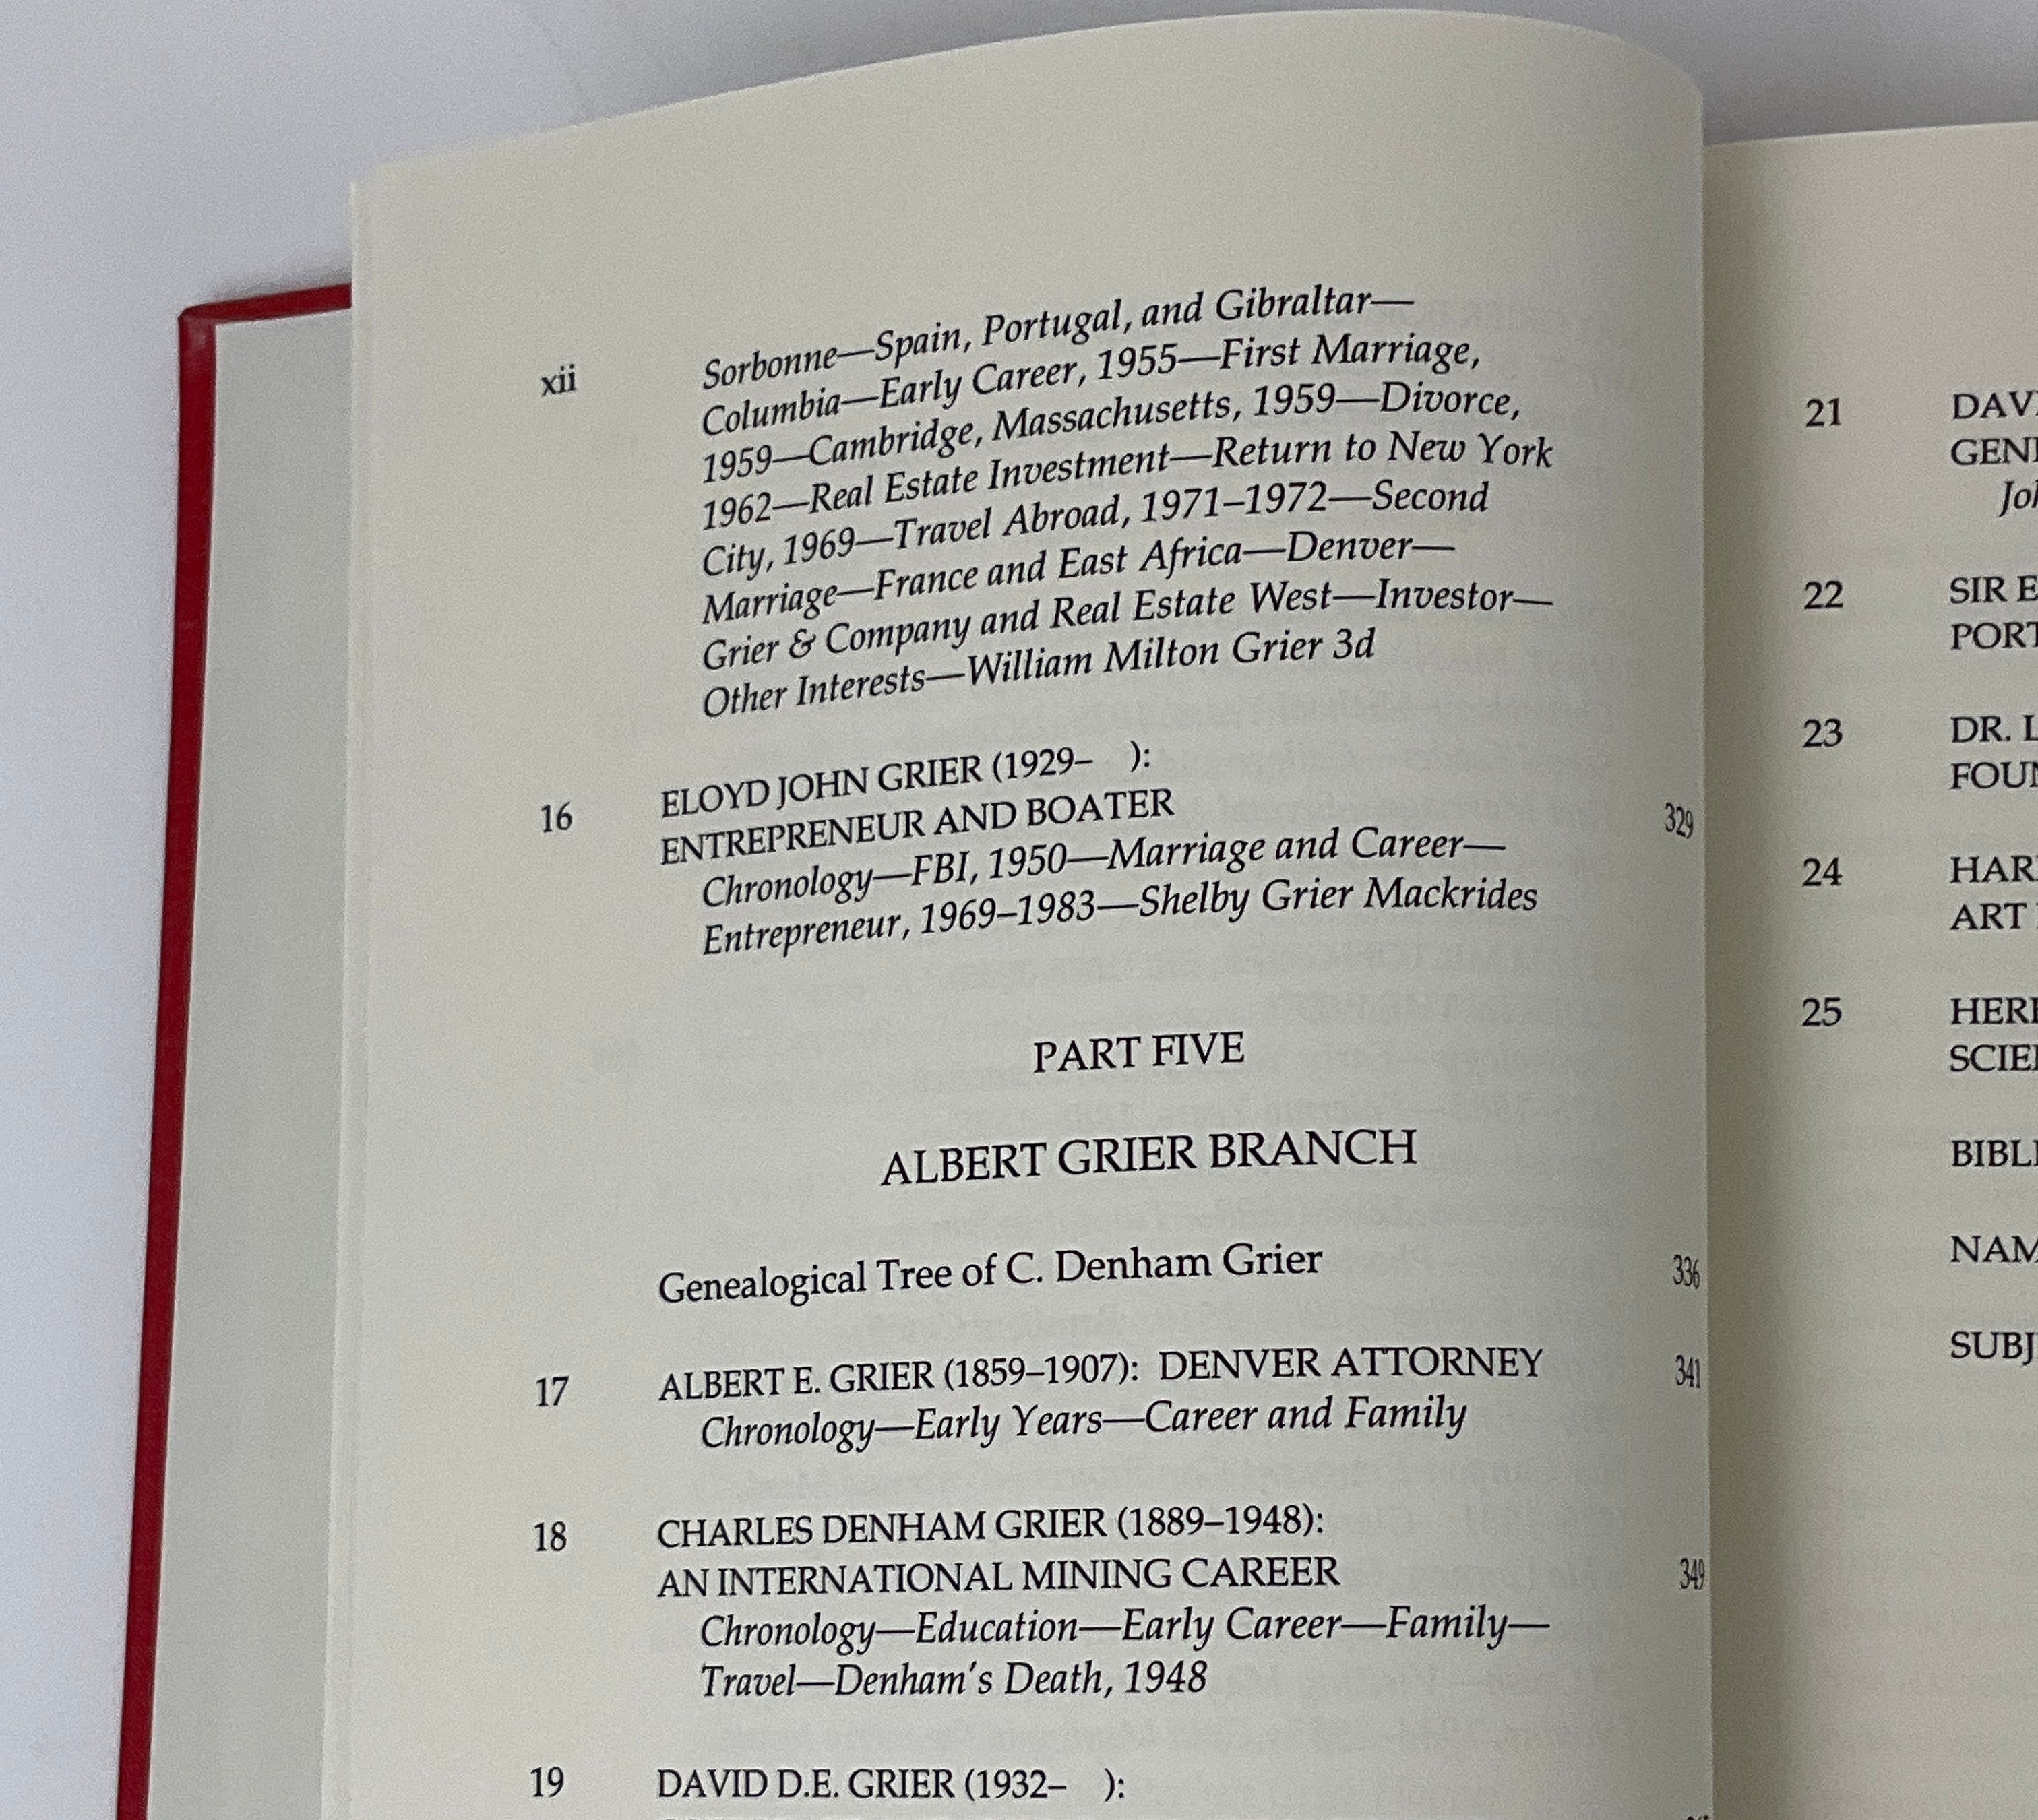 xii
Sorbonne—Spain, Portugal, and Gibraltar—
Columbia—Early Career, 1955—First Marriage,
1959—Cambridge, Massachusetts, 1959—Divorce,
1962—Real Estate Investment—Return to New York
City, 1969—Travel Abroad, 1971–1972—Second
Marriage—France and East Africa—Denver—
Grier & Company and Real Estate West—Investor—
Other Interests—William Milton Grier 3d
16 ELOYD JOHN GRIER (1929– ):
ENTREPRENEUR AND BOATER 329
Chronology—FBI, 1950—Marriage and Career—
Entrepreneur, 1969–1983—Shelby Grier Mackrides
PART FIVE
ALBERT GRIER BRANCH
Genealogical Tree of C. Denham Grier 336
17 ALBERT E. GRIER (1859–1907): DENVER ATTORNEY 341
Chronology—Early Years—Career and Family
18 CHARLES DENHAM GRIER (1889–1948):
AN INTERNATIONAL MINING CAREER 349
Chronology—Education—Early Career—Family—
Travel—Denham's Death, 1948
19 DAVID D.E. GRIER (1932– ):
21
22 SIR
23 DR.
24
ART
25